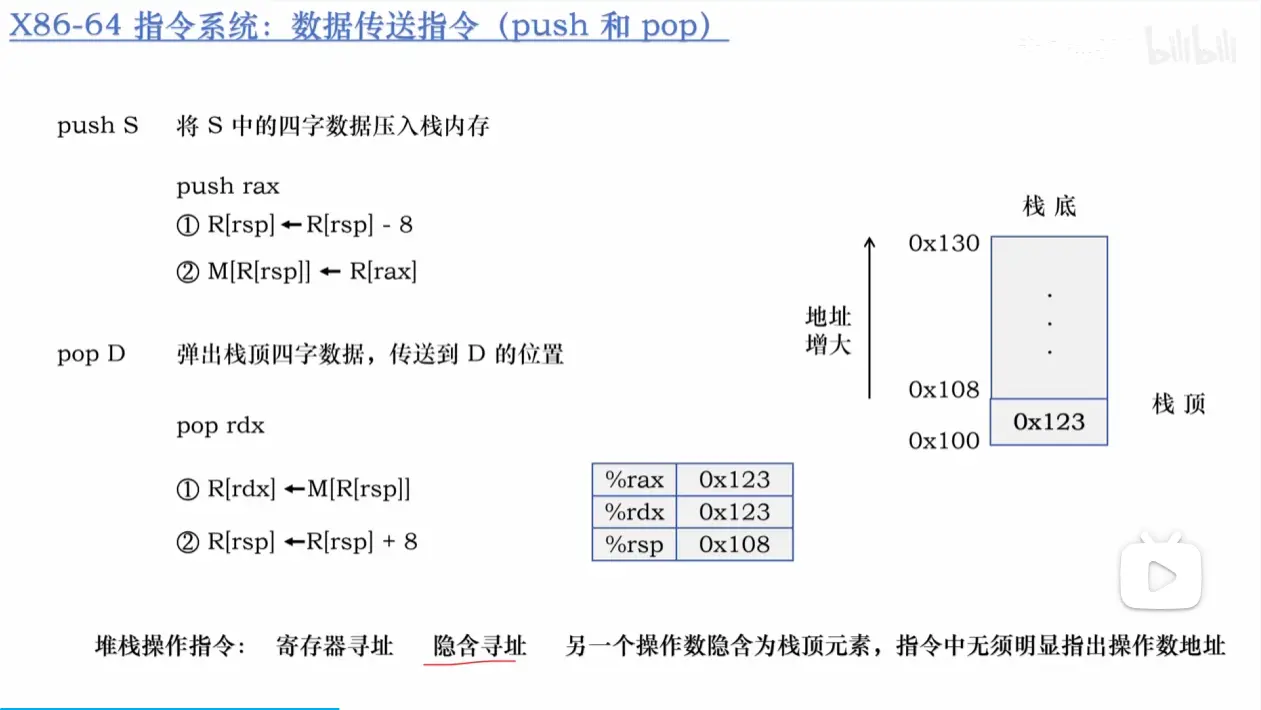 X86-64 指令系统：数据传送指令（push 和 pop）
bilibili
push S 将 S 中的四字数据压入栈内存
push rax
① R[rsp]←R[rsp] - 8
② M[R[rsp]] ← R[rax]
pop D 弹出栈顶四字数据，传送到 D 的位置
pop rdx
① R[rdx] ←M[R[rsp]]
② R[rsp] ←R[rsp] + 8
%rax 0x123
%rdx 0x123
%rsp 0x108
栈 底
0x130
地址
增大
0x108
栈 顶
0x123
0x100
堆栈操作指令： 寄存器寻址 隐含寻址 另一个操作数隐含为栈顶元素，指令中无须明显指出操作数地址